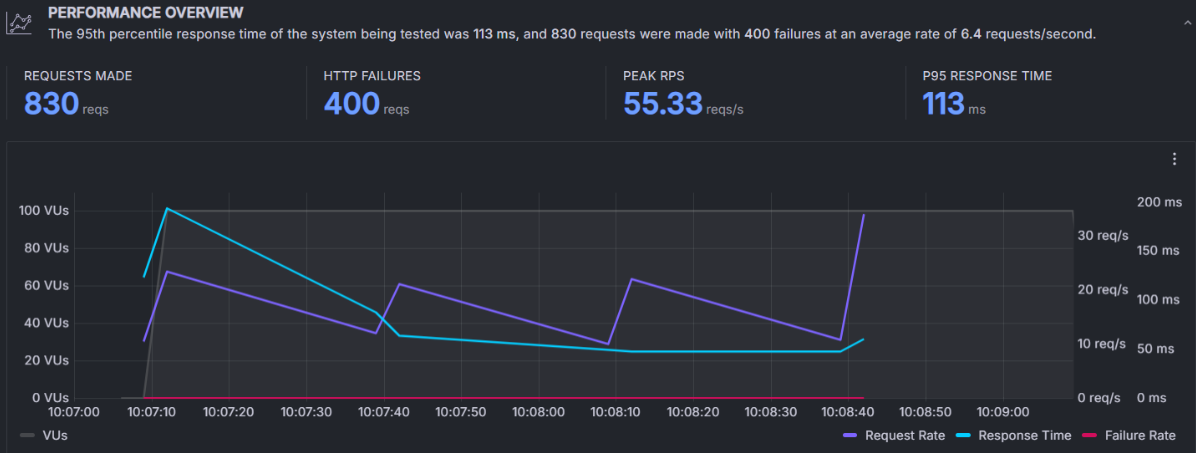 PERFORMANCE OVERVIEW
The 95th percentile response time of the system being tested was 113 ms, and 830 requests were made with 400 failures at an average rate of 6.4 requests/second.
REQUESTS MADE
830 reqs
HTTP FAILURES
400 reqs
PEAK RPS
55.33 reqs/s
P95 RESPONSE TIME
113 ms
100 VUs
80 VUs
60 VUs
40 VUs
20 VUs
0 VUs
200 ms
150 ms
100 ms
50 ms
0 ms
30 req/s
20 req/s
10 req/s
0 req/s
10:07:00 10:07:10 10:07:20 10:07:30 10:07:40 10:07:50 10:08:00 10:08:10 10:08:20 10:08:30 10:08:40 10:08:50 10:09:00
VUs
Request Rate Response Time Failure Rate